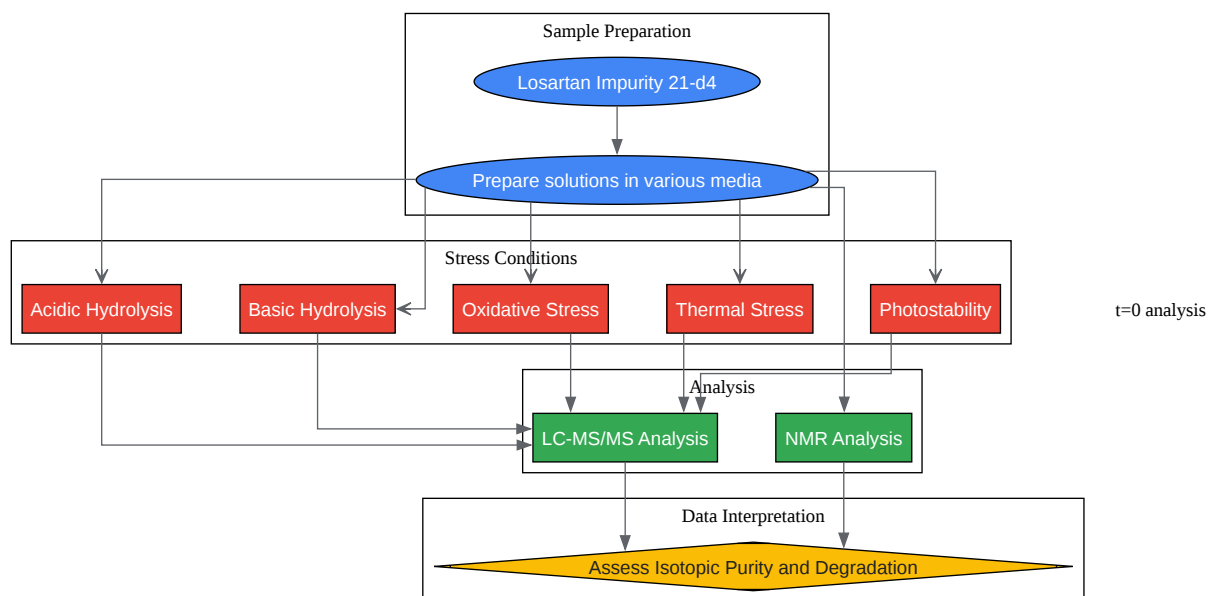 Sample Preparation
Losartan Impurity 21-d4
Prepare solutions in various media
Stress Conditions
Acidic Hydrolysis
Basic Hydrolysis
Oxidative Stress
Thermal Stress
Photostability
t=0 analysis
Analysis
LC-MS/MS Analysis
NMR Analysis
Data Interpretation
Assess Isotopic Purity and Degradation